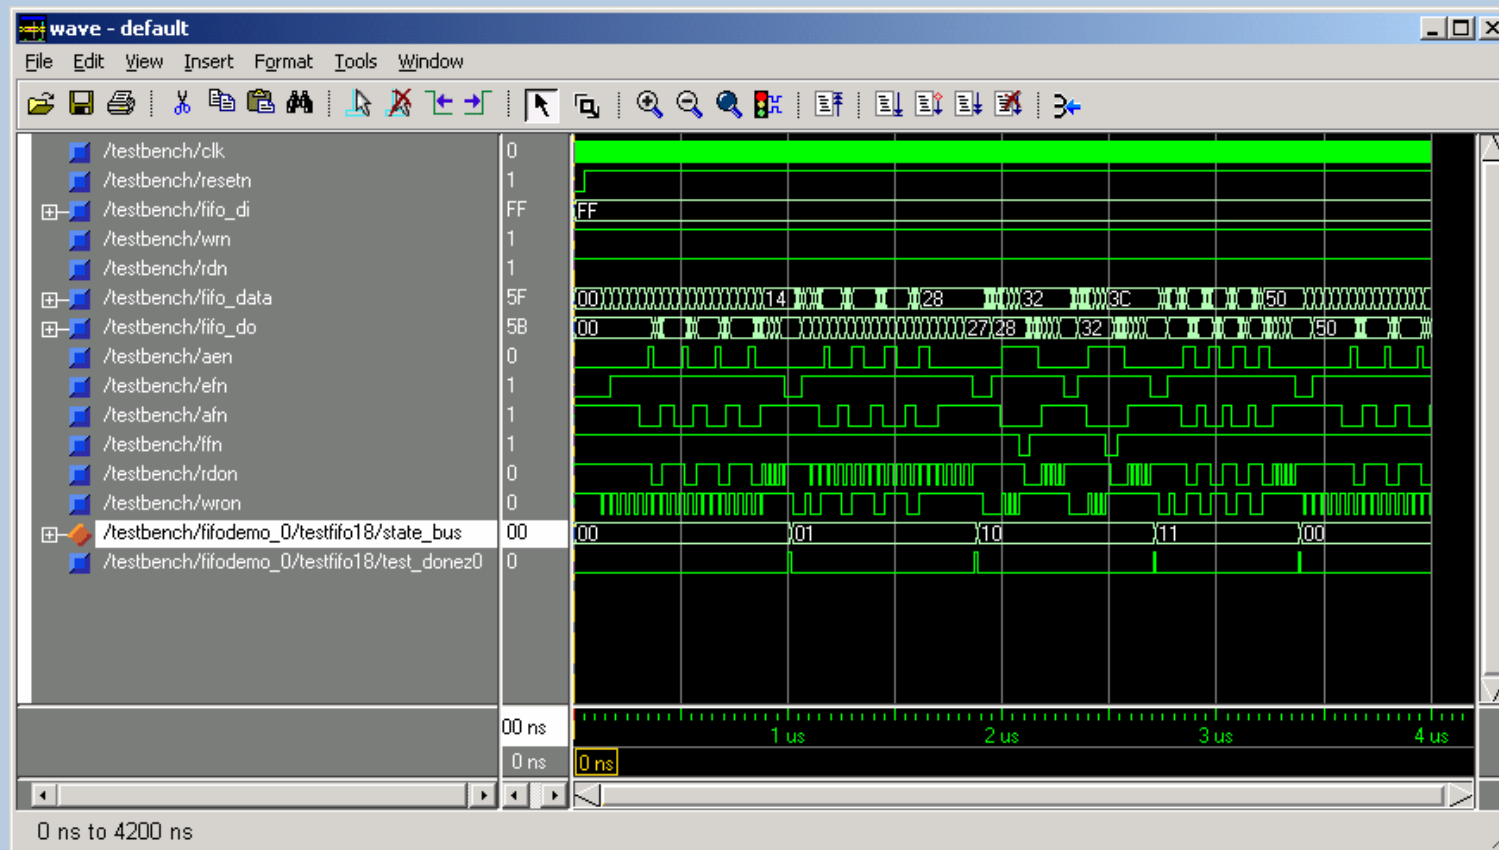 wave - default
File Edit View Insert Format Tools Window
/testbench/clk 0
/testbench/resetn 1
/testbench/fifo_di FF FF
/testbench/wrn 1
/testbench/rdn 1
/testbench/fifo_data 5F 00 14 28 32 3C 50
/testbench/fifo_do 5B 00 27 28 32 50
/testbench/aen 0
/testbench/efn 1
/testbench/afn 1
/testbench/ffn 1
/testbench/rdon 0
/testbench/wron 0
/testbench/fifodemo_0/testfifo18/state_bus 00 00 01 10 11 00
/testbench/fifodemo_0/testfifo18/test_donez0 0
00 ns 1 us 2 us 3 us 4 us
0 ns 0 ns
0 ns to 4200 ns